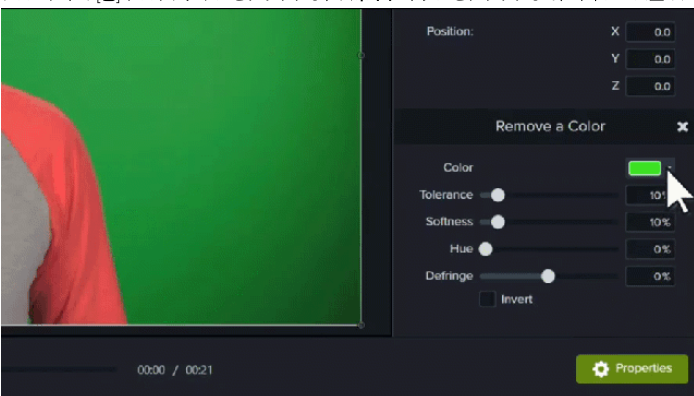 Position:
X 0.0
Y 0.0
Z 0.0
Remove a Color
Color
Tolerance
Softness 10%
Hue 0%
Defringe 0%
Invert
00:00 / 00:21
Properties